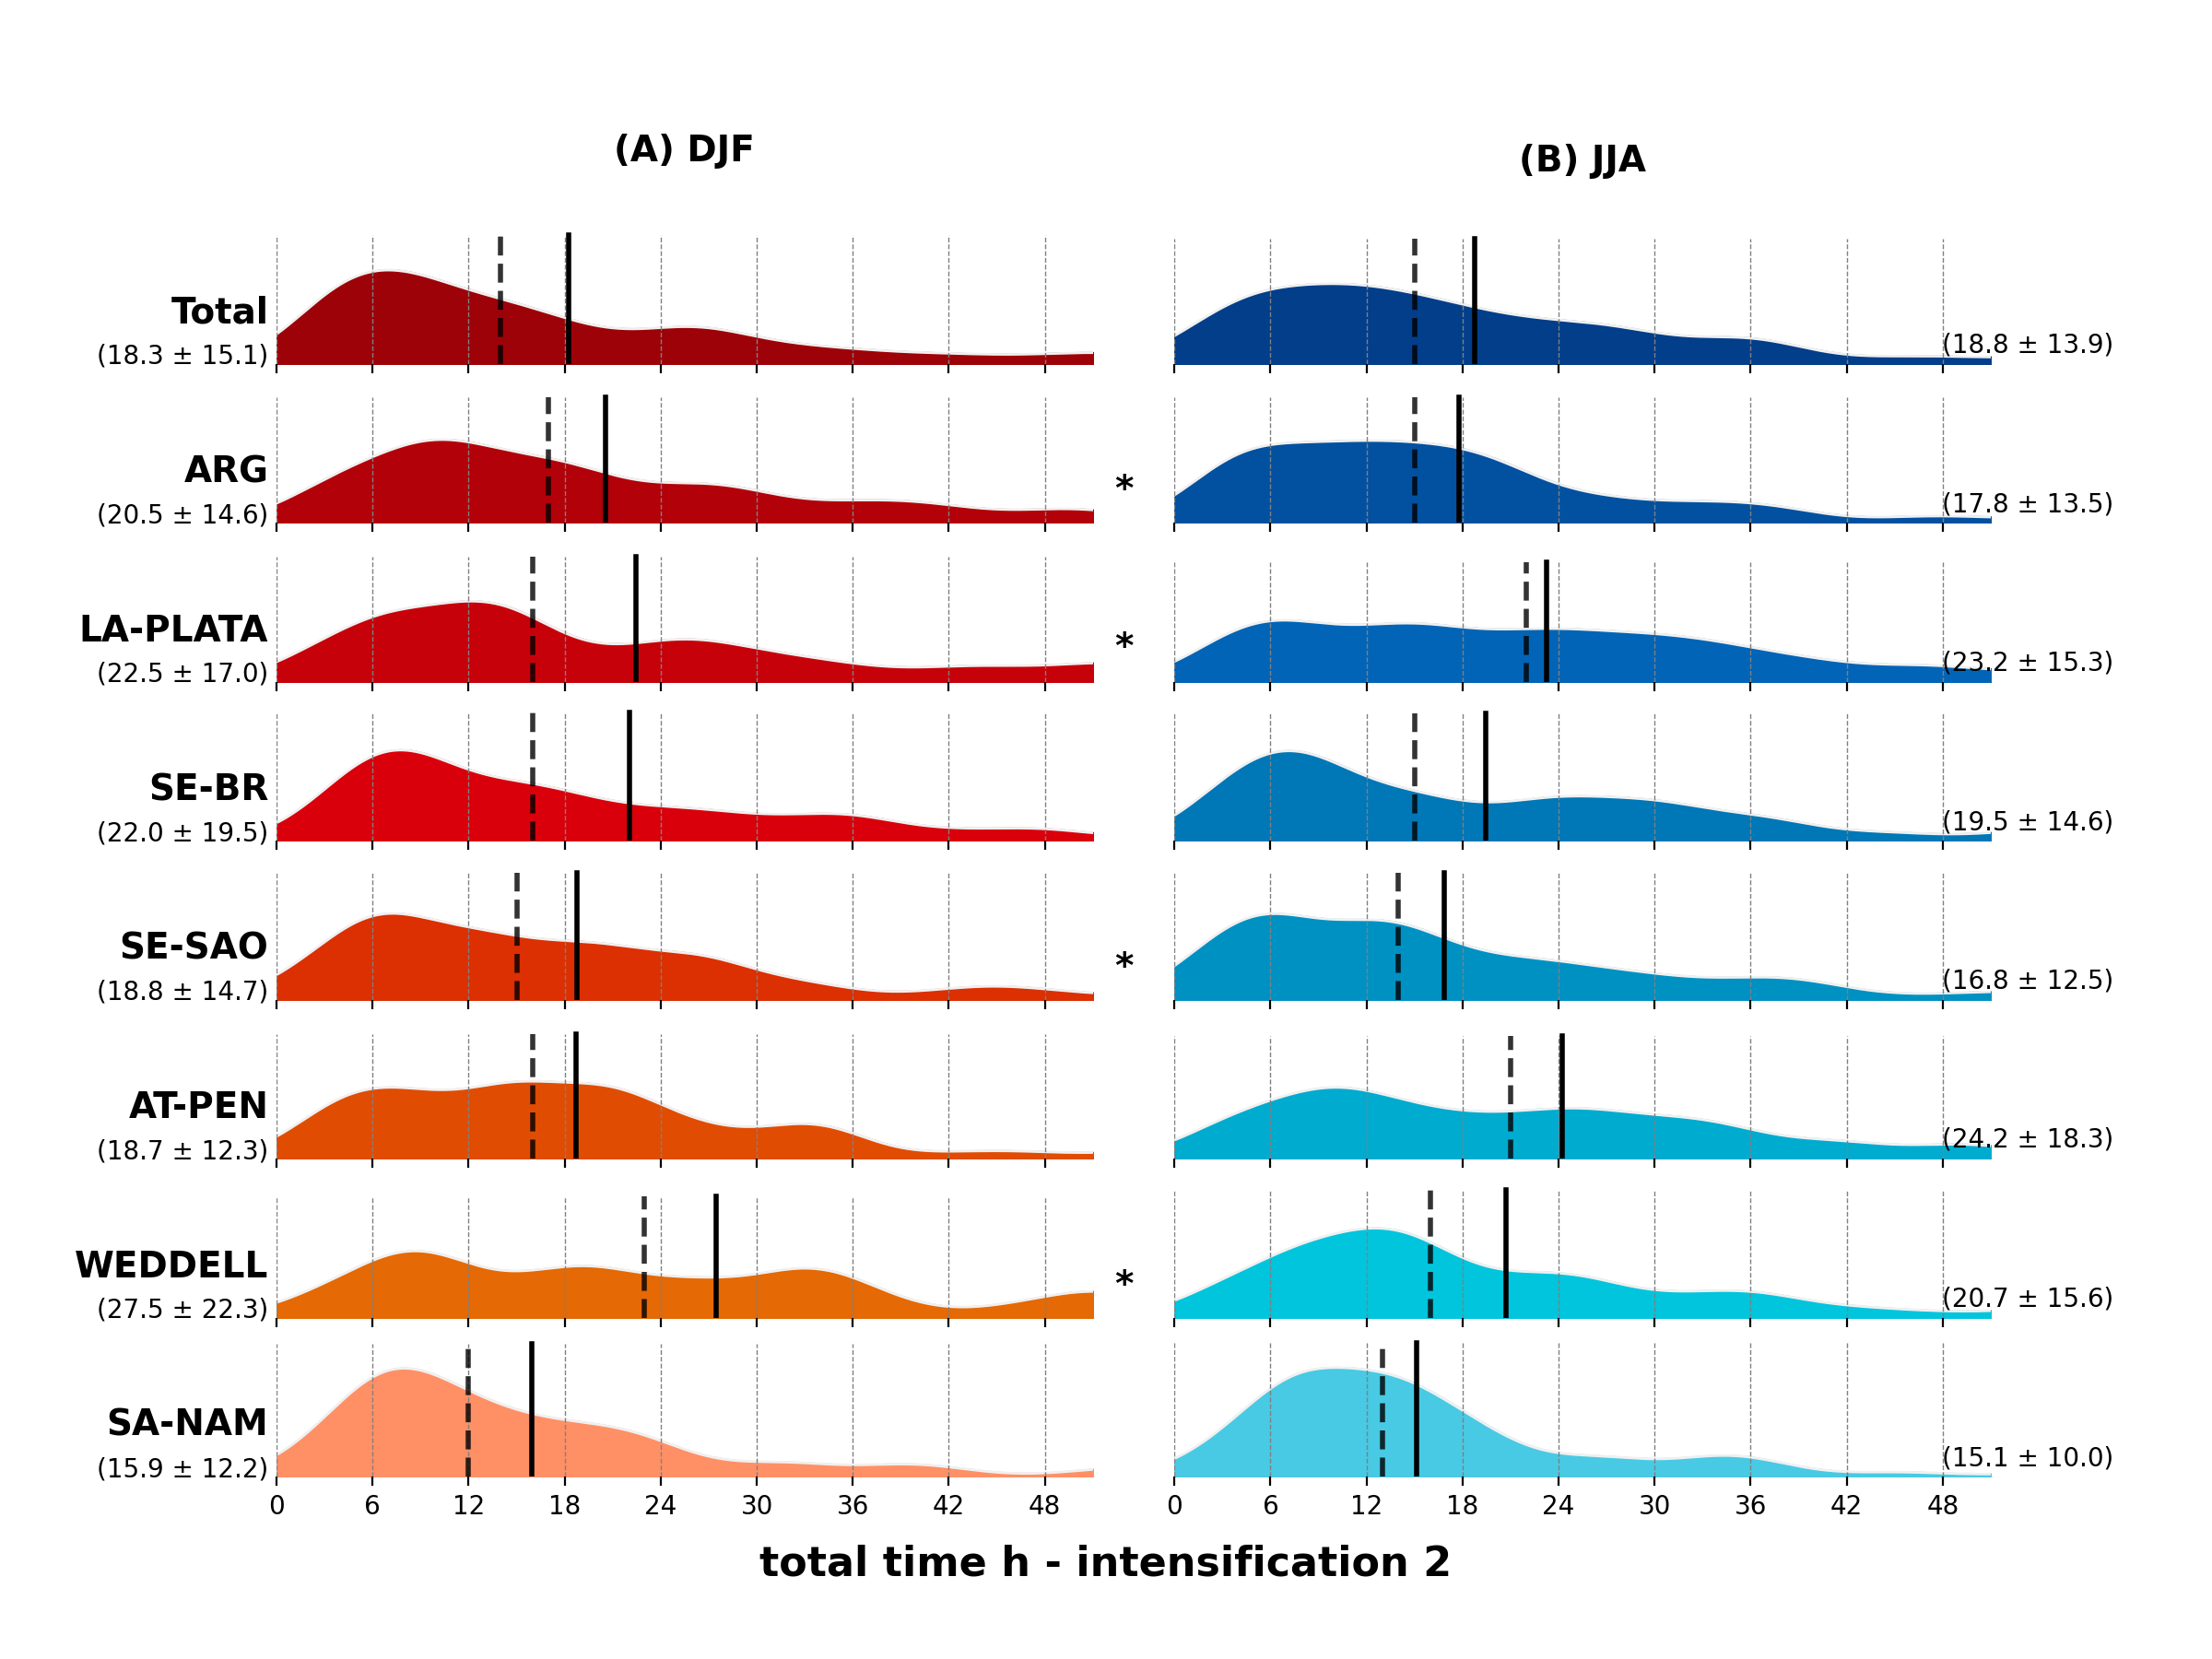 (A) DJF
(B) JJA
Total
(18.3 ± 15.1)
(18.8 ± 13.9)
ARG
(20.5 ± 14.6)
*
(17.8 ± 13.5)
LA-PLATA
(22.5 ± 17.0)
*
(23.2 ± 15.3)
SE-BR
(22.0 ± 19.5)
(19.5 ± 14.6)
SE-SAO
(18.8 ± 14.7)
*
(16.8 ± 12.5)
AT-PEN
(18.7 ± 12.3)
(24.2 ± 18.3)
WEDDELL
(27.5 ± 22.3)
*
(20.7 ± 15.6)
SA-NAM
(15.9 ± 12.2)
(15.1 ± 10.0)
0 6 12 18 24 30 36 42 48
0 6 12 18 24 30 36 42 48
total time h - intensification 2